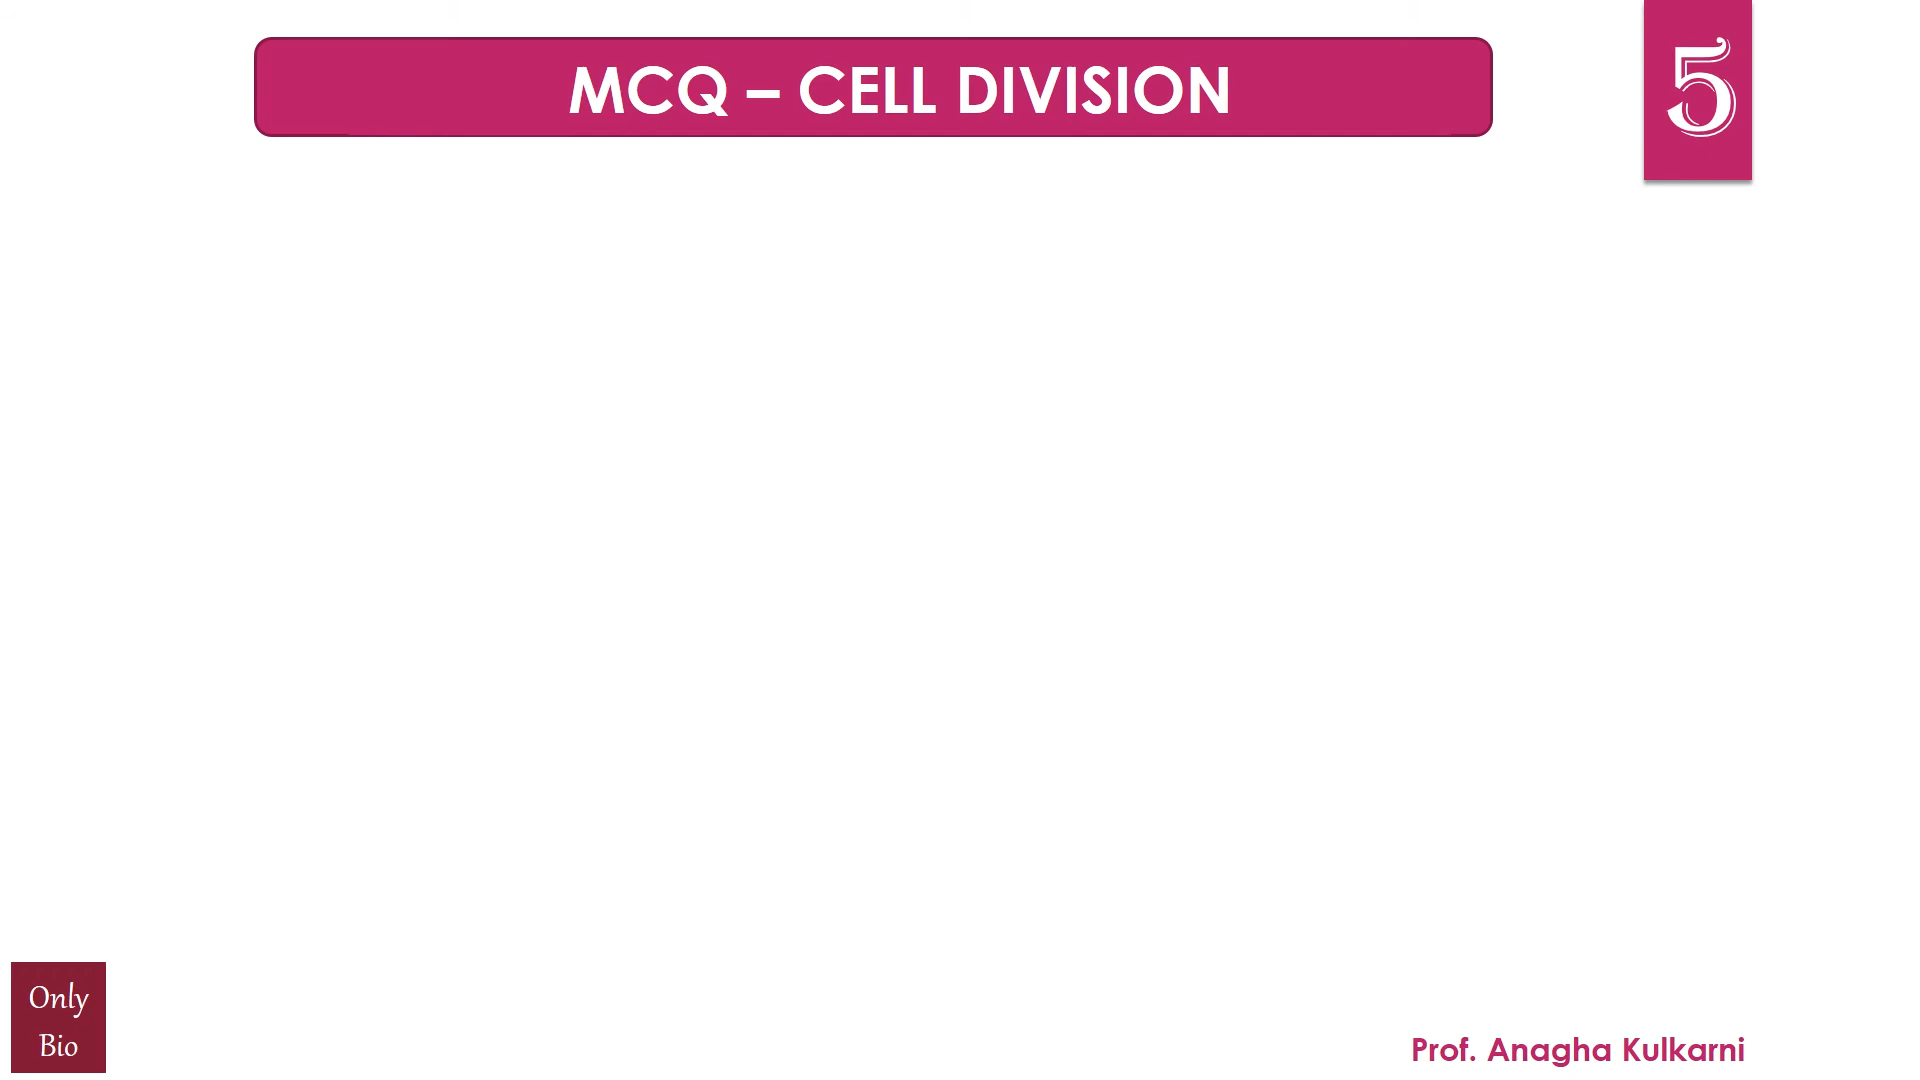 MCQ – CELL DIVISION
5
Only
Bio
Prof. Anagha Kulkarni